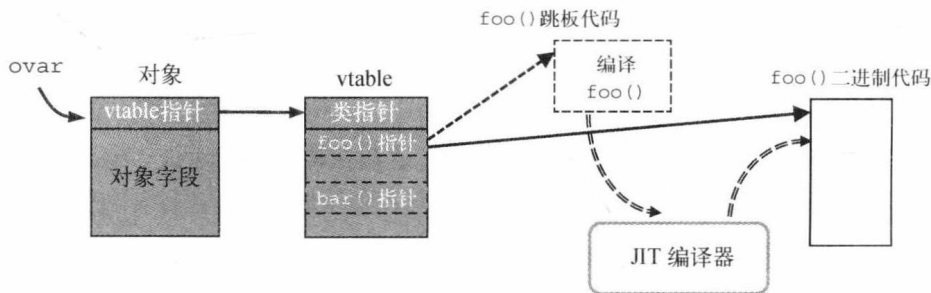 foo()跳板代码
ovar
对象
vtable
编译
foo()
foo()二进制代码
vtable指针
类指针
foo()指针
对象字段
bar()指针
JIT 编译器